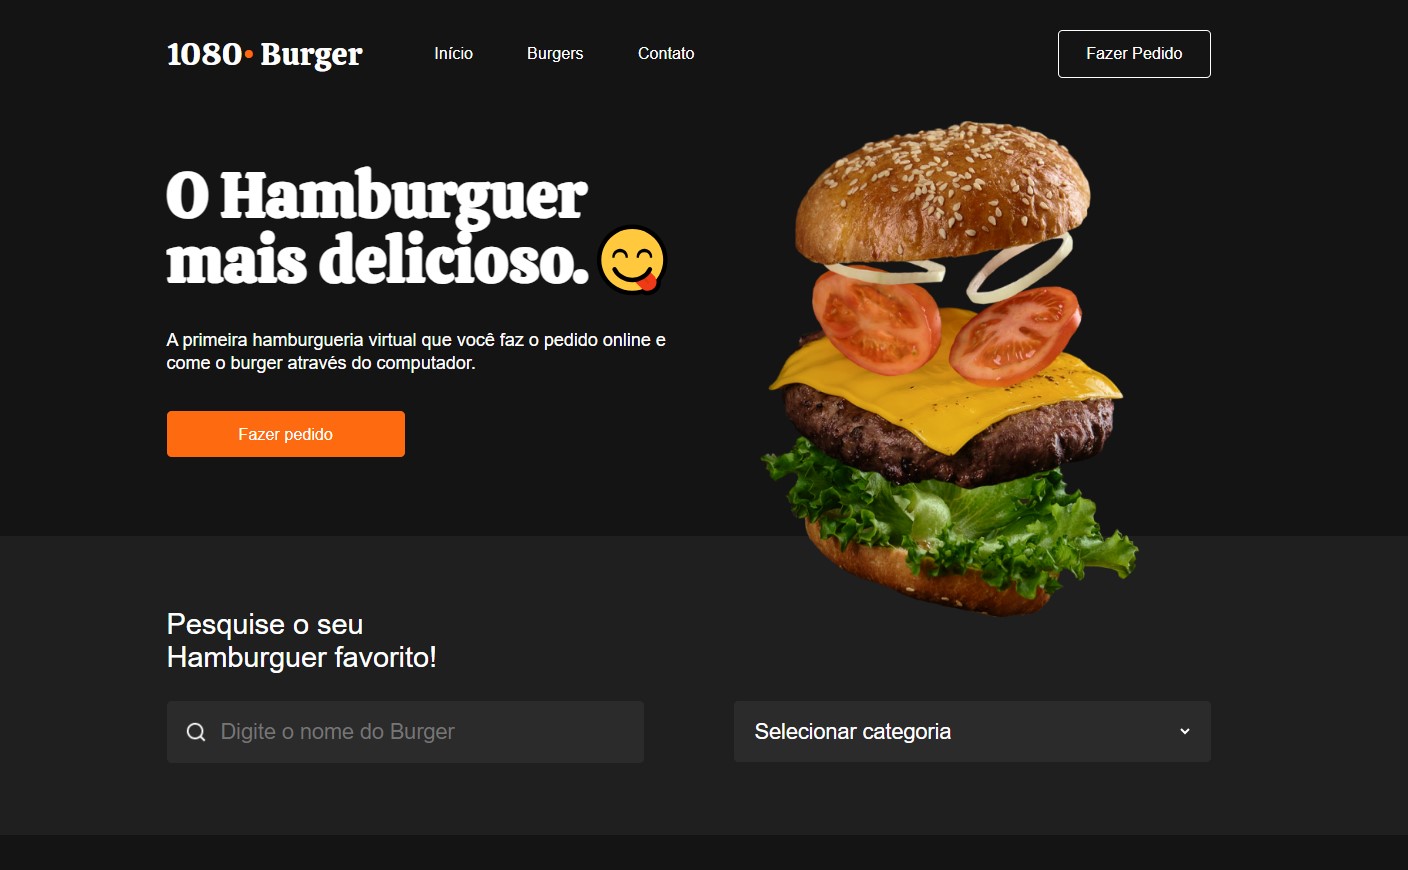 1080• Burger
Início
Burgers
Contato
Fazer Pedido
O Hamburguer
mais delicioso.
A primeira hamburgueria virtual que você faz o pedido online e
come o burger através do computador.
Fazer pedido
Pesquise o seu
Hamburguer favorito!
Digite o nome do Burger
Selecionar categoria